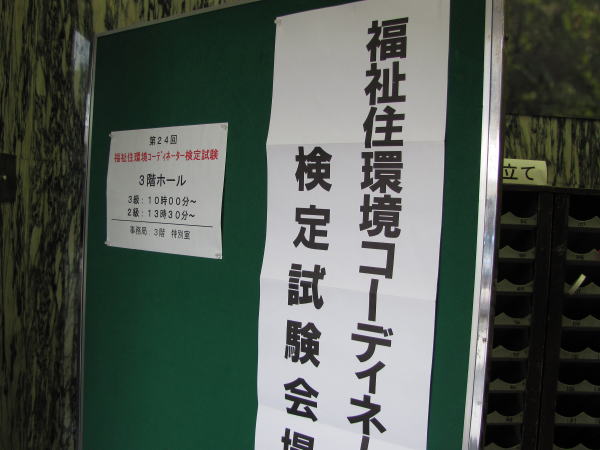 第24回
福祉住環境コーディネーター検定試験
3階ホール
3級：10時00分～
2級：13時30分～
事務局：3階 特別室
福祉住環境コーディネー
検定試験会場
立て